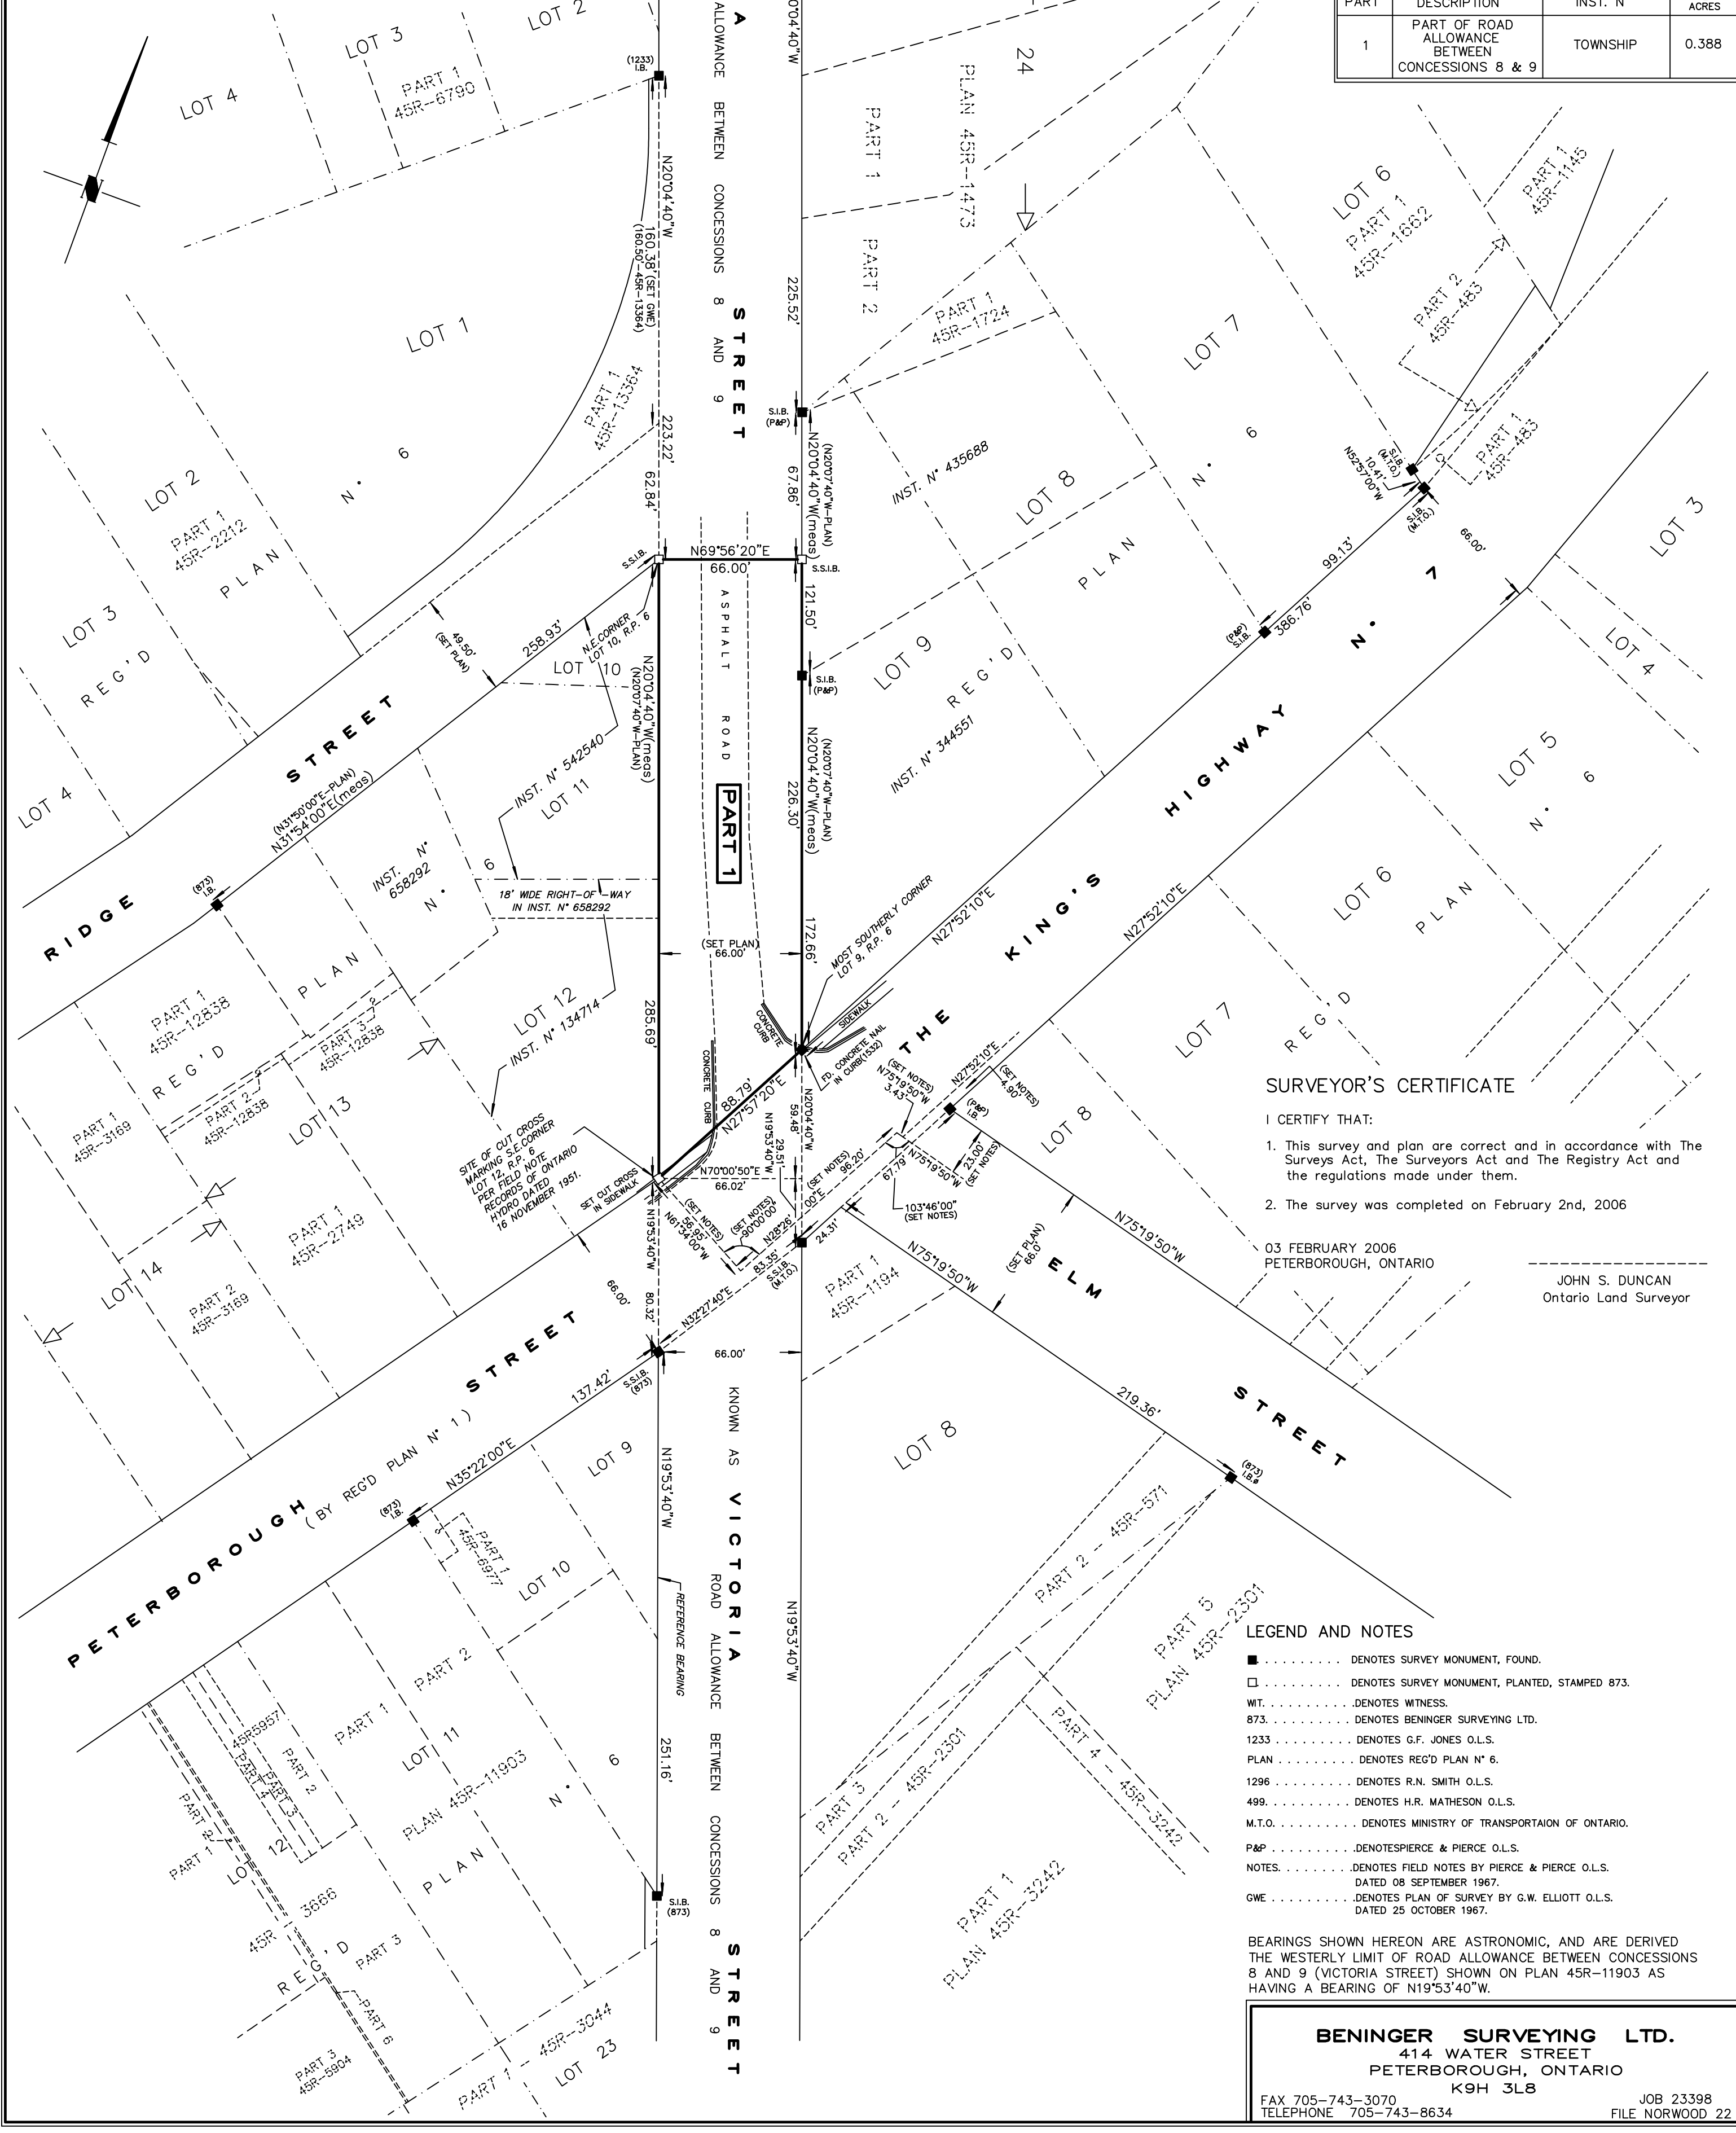 PART
DESCRIPTION
INST. N
ACRES
1
PART OF ROAD
ALLOWANCE
BETWEEN
CONCESSIONS 8 & 9
TOWNSHIP
0.388
A
ALLOWANCE BETWEEN CONCESSIONS 8 AND 9
STREET
0°04'40"W
LOT 2
LOT 3
LOT 4
PART 1
45R-6790
(1233)
I.B.
N20°04'40"W
160.38'(SET GWE)
(160.50'-45R-13364)
223.22'
62.84'
24
PLAN 45R-1473
PART 1
PART 2
225.52'
PART 1
45R-1724
LOT 6
PART 1
45R-1662
PART 1
45R-1145
PART 2
45R-483
PART 1
45R-483
LOT 7
N° 6
LOT 1
N° 6
PART 1
45R-13364
S.I.B.
(P&P)
(N20°07'40"W-PLAN)
N20°04'40"W(meas)
67.86'
INST. N° 435688
LOT 8
PLAN
S.I.B.
(M.T.O.)
10.41'
N52°57'00"W
S.I.B.
(M.T.O.)
66.00'
LOT 3
99.13'
386.76'
(P&P)
S.I.B.
LOT 4
LOT 2
PART 1
45R-2212
PLAN
LOT 3
REG'D
LOT 4
S.S.I.B.
N69°56'20"E
66.00'
S.S.I.B.
121.50'
S.I.B.
(P&P)
258.93'
49.50'
(SET PLAN)
N.E.CORNER
LOT 10, R.P. 6
LOT 10
N20°04'40"W(meas)
(N20°07'40"W-PLAN)
ASPHALT ROAD
PART 1
LOT 9
REG'D
INST. N° 344551
(N20°07'40"W-PLAN)
N20°04'40"W(meas)
226.30'
172.66'
THE KING'S HIGHWAY N° 7
N27°52'10"E
N27°52'10"E
LOT 5
N° 6
LOT 6
PLAN
LOT 7
REG'D
LOT 8
RIDGE STREET
(N31°50'00"E-PLAN)
N31°54'00"E(meas)
(873)
I.B.
INST. N° 542540
LOT 11
INST. N°
658292
N° 6
18' WIDE RIGHT-OF-WAY
IN INST. N° 658292
PLAN
(SET PLAN)
66.00'
285.69'
MOST SOUTHERLY CORNER
LOT 9, R.P. 6
CONCRETE
CURB
CONCRETE CURB
SIDEWALK
FD. CONCRETE NAIL
IN CURB(1532)
PART 1
45R-12838
REG'D
PART 3
45R-12838
PART 2
45R-12838
LOT 12
INST. N° 134714
LOT 13
PART 1
45R-3169
PART 1
45R-2749
LOT 14
PART 2
45R-3169
SITE OF CUT CROSS
MARKING S.E.CORNER
LOT 12, R.P. 6
PER FIELD NOTE
RECORDS OF ONTARIO
HYDRO DATED
16 NOVEMBER 1951.
SET CUT CROSS
IN SIDEWALK
88.79'
N27°57'20"E
N70°00'50"E
66.02'
N20°04'40"W
59.48'
29.51'
N19°53'40"W
(SET NOTES)
N75°19'50"W
3.43'
N27°52'10"E
(SET NOTES)
4.90'
(P&P)
I.B.
(SET NOTES)
96.20'
N28°26'00"E
67.79'
N75°19'50"W
23.00'
(SET NOTES)
103°46'00"
(SET NOTES)
(SET NOTES)
56.95'
N61°34'00"W
(SET NOTES)
90°00'00"
83.35'
S.S.I.B.
(M.T.O.)
24.31'
N32°27'40"E
N19°53'40"W
80.32'
66.00'
66.00'
137.42'
S.S.I.B.
(873)
PART 1
45R-1194
N75°19'50"W
(SET PLAN)
66.0'
ELM STREET
N75°19'50"W
219.36'
(873)
I.B.ø
SURVEYOR'S CERTIFICATE
I CERTIFY THAT:
1. This survey and plan are correct and in accordance with The
Surveys Act, The Surveyors Act and The Registry Act and
the regulations made under them.
2. The survey was completed on February 2nd, 2006
03 FEBRUARY 2006
PETERBOROUGH, ONTARIO
JOHN S. DUNCAN
Ontario Land Surveyor
PETERBOROUGH STREET
( BY REG'D PLAN N° 1)
N35°22'00"E
(873)
I.B.
LOT 9
PART 1
45R-6977
LOT 10
N19°53'40"W
REFERENCE BEARING
251.16'
S.I.B.
(873)
KNOWN AS VICTORIA STREET
ROAD ALLOWANCE BETWEEN CONCESSIONS 8 AND 9
N19°53'40"W
LOT 8
PART 2 - 45R-571
PART 5
PLAN 45R-2301
PART 3
PART 2 - 45R-2301
PART 4 - 45R-3242
PART 1
PLAN 45R-3242
PART 2
PART 1
LOT 11
PLAN 45R-11903
N° 6
PLAN
45R5957
PART 2
PART 3
PART 4
PART 2
PART 1
LOT 12
45R - 3666
REG'D
PART 3
PART 6
PART 3
45R-5904
PART 1 - 45R-3044
LOT 23
LEGEND AND NOTES
■ . . . . . . . . . DENOTES SURVEY MONUMENT, FOUND.
□ . . . . . . . . . DENOTES SURVEY MONUMENT, PLANTED, STAMPED 873.
WIT. . . . . . . . . . .DENOTES WITNESS.
873. . . . . . . . . . DENOTES BENINGER SURVEYING LTD.
1233 . . . . . . . . . DENOTES G.F. JONES O.L.S.
PLAN . . . . . . . . . DENOTES REG'D PLAN N° 6.
1296 . . . . . . . . . DENOTES R.N. SMITH O.L.S.
499. . . . . . . . . . DENOTES H.R. MATHESON O.L.S.
M.T.O. . . . . . . . . . DENOTES MINISTRY OF TRANSPORTAION OF ONTARIO.
P&P . . . . . . . . . .DENOTESPIERCE & PIERCE O.L.S.
NOTES. . . . . . . . .DENOTES FIELD NOTES BY PIERCE & PIERCE O.L.S.
DATED 08 SEPTEMBER 1967.
GWE . . . . . . . . . .DENOTES PLAN OF SURVEY BY G.W. ELLIOTT O.L.S.
DATED 25 OCTOBER 1967.
BEARINGS SHOWN HEREON ARE ASTRONOMIC, AND ARE DERIVED
THE WESTERLY LIMIT OF ROAD ALLOWANCE BETWEEN CONCESSIONS
8 AND 9 (VICTORIA STREET) SHOWN ON PLAN 45R-11903 AS
HAVING A BEARING OF N19°53'40"W.
BENINGER SURVEYING LTD.
414 WATER STREET
PETERBOROUGH, ONTARIO
K9H 3L8
FAX 705-743-3070
TELEPHONE 705-743-8634
JOB 23398
FILE NORWOOD 22